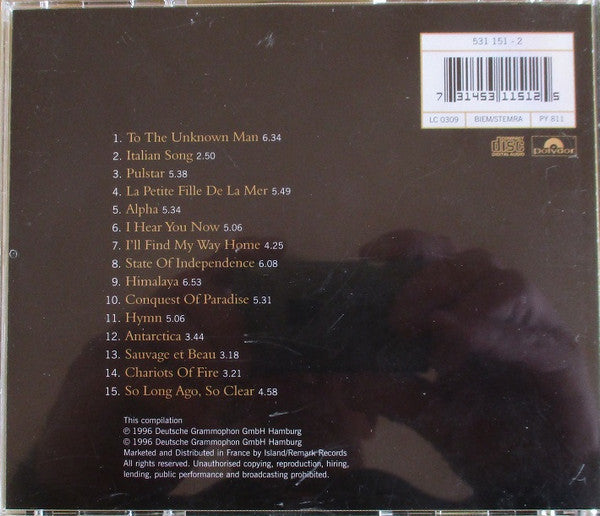 531 151 - 2
7 31453 11512 5
LC 0309 BIEM/STEMRA PY 811
disc
DIGITAL AUDIO
polydor
1. To The Unknown Man 6.34
2. Italian Song 2.50
3. Pulstar 5.38
4. La Petite Fille De La Mer 5.49
5. Alpha 5.34
6. I Hear You Now 5.06
7. I'll Find My Way Home 4.25
8. State Of Independence 6.08
9. Himalaya 6.53
10. Conquest Of Paradise 5.31
11. Hymn 5.06
12. Antarctica 3.44
13. Sauvage et Beau 3.18
14. Chariots Of Fire 3.21
15. So Long Ago, So Clear 4.58
This compilation
℗ 1996 Deutsche Grammophon GmbH Hamburg
© 1996 Deutsche Grammophon GmbH Hamburg
Marketed and Distributed in France by Island/Remark Records
All rights reserved. Unauthorised copying, reproduction, hiring,
lending, public performance and broadcasting prohibited.